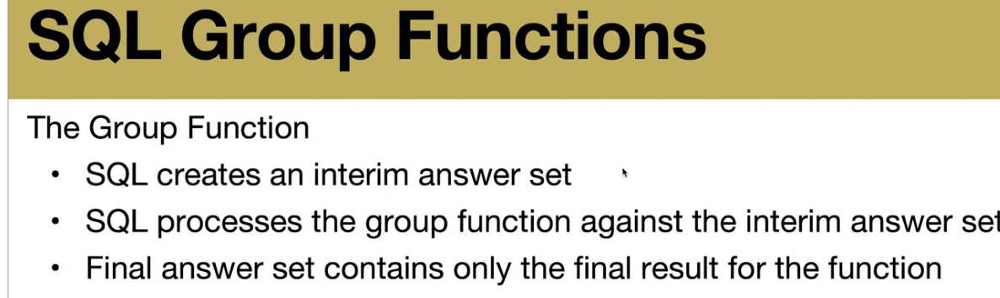 SQL Group Functions
The Group Function
• SQL creates an interim answer set
• SQL processes the group function against the interim answer set
• Final answer set contains only the final result for the function